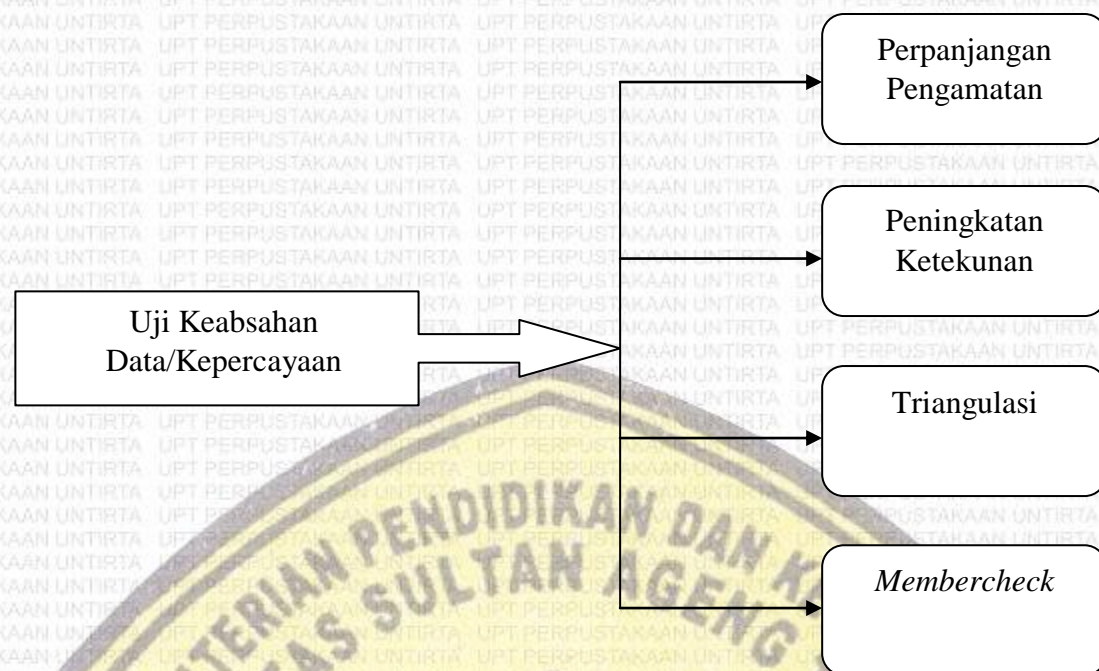 Perpanjangan
Pengamatan
Peningkatan
Ketekunan
Uji Keabsahan
Data/Kepercayaan
Triangulasi
Membercheck